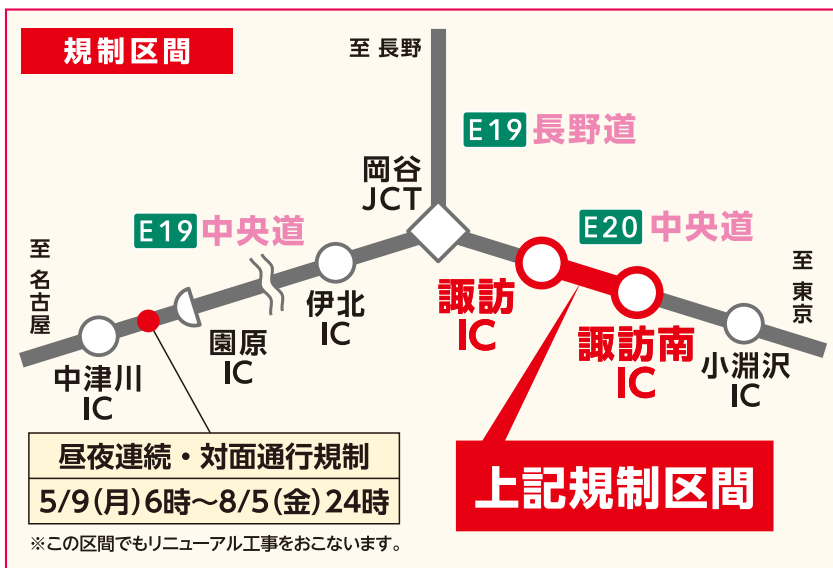 規制区間
至 長野
E19 長野道
岡谷
JCT
E19 中央道
E20 中央道
至 名古屋
至 東京
伊北
IC
諏訪
IC
園原
IC
諏訪南
IC
小淵沢
IC
中津川
IC
昼夜連続・対面通行規制
5/9(月)6時～8/5(金)24時
上記規制区間
※この区間でもリニューアル工事をおこないます。